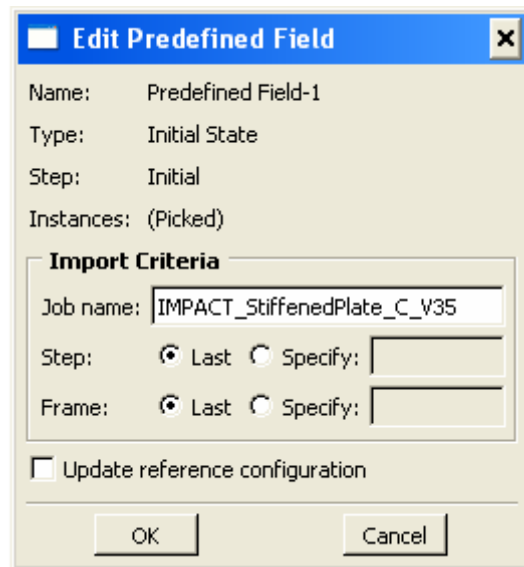 Edit Predefined Field
Name: Predefined Field-1
Type: Initial State
Step: Initial
Instances: (Picked)
Import Criteria
Job name: IMPACT_StiffenedPlate_C_V35
Step: Last Specify:
Frame: Last Specify:
Update reference configuration
OK Cancel